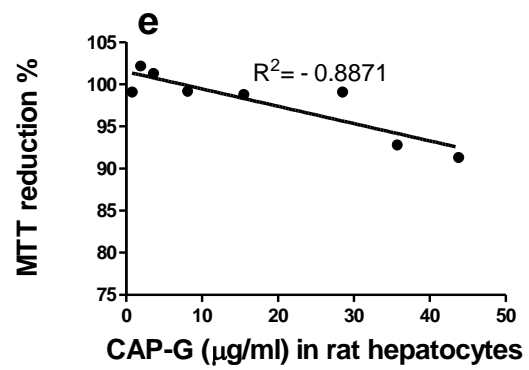 e
R²= - 0.8871
MTT reduction %
105
100
95
90
85
80
75
0 10 20 30 40 50
CAP-G (μg/ml) in rat hepatocytes